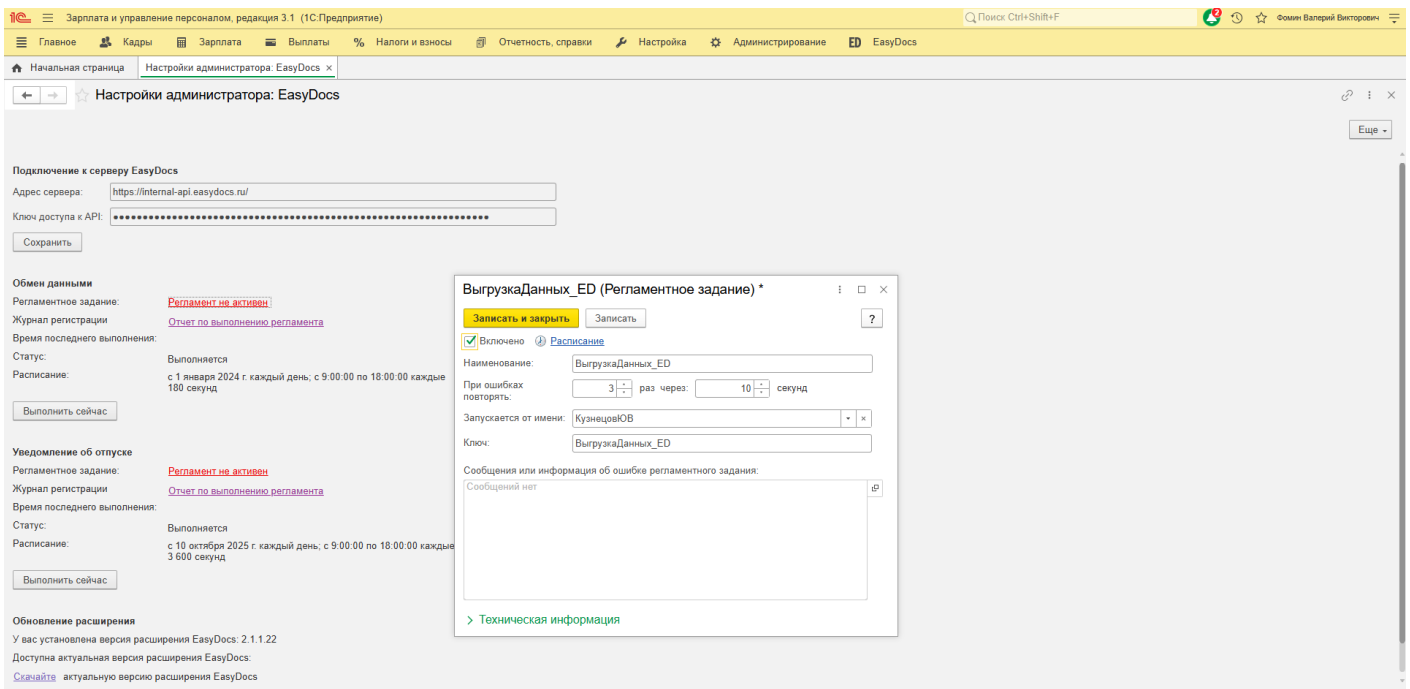 1С Зарплата и управление персоналом, редакция 3.1 (1С:Предприятие) Поиск Ctrl+Shift+F 2 Фомин Валерий Викторович
Главное Кадры Зарплата Выплаты % Налоги и взносы Отчетность, справки Настройка Администрирование ED EasyDocs
Начальная страница Настройки администратора: EasyDocs ×
Настройки администратора: EasyDocs
Еще
Подключение к серверу EasyDocs
Адрес сервера: https://internal-api.easydocs.ru/
Ключ доступа к API:
Сохранить
Обмен данными
Регламентное задание: Регламент не активен
Журнал регистрации Отчет по выполнению регламента
Время последнего выполнения:
Статус: Выполняется
Расписание: с 1 января 2024 г. каждый день; с 9:00:00 по 18:00:00 каждые
180 секунд
Выполнить сейчас
Уведомление об отпуске
Регламентное задание: Регламент не активен
Журнал регистрации Отчет по выполнению регламента
Время последнего выполнения:
Статус: Выполняется
Расписание: с 10 октября 2025 г. каждый день; с 9:00:00 по 18:00:00 каждые
3 600 секунд
Выполнить сейчас
Обновление расширения
У вас установлена версия расширения EasyDocs: 2.1.1.22
Доступна актуальная версия расширения EasyDocs:
Скачайте актуальную версию расширения EasyDocs
ВыгрузкаДанных_ED (Регламентное задание) *
Записать и закрыть Записать ?
Включено Расписание
Наименование: ВыгрузкаДанных_ED
При ошибках
повторять: 3 раз через: 10 секунд
Запускается от имени: КузнецовЮВ
Ключ: ВыгрузкаДанных_ED
Сообщения или информация об ошибке регламентного задания:
Сообщений нет
Техническая информация